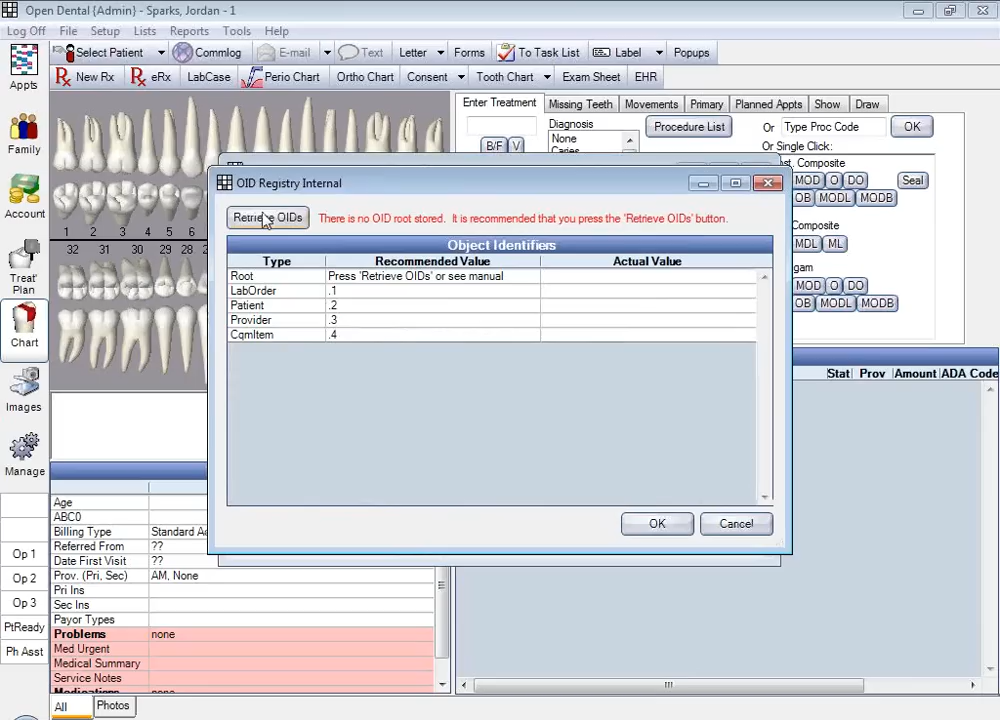 Open Dental {Admin} - Sparks, Jordan - 1
Log Off File Setup Lists Reports Tools Help
Select Patient Commlog E-mail Text Letter Forms To Task List Label Popups
New Rx eRx LabCase Perio Chart Ortho Chart Consent Tooth Chart Exam Sheet EHR
Appts
Family
Account
Treat'
Plan
Chart
Images
Manage
Op 1
Op 2
Op 3
PtReady
Ph Asst
1 2 3 4 5 6
32 31 30 29 28
Enter Treatment Missing Teeth Movements Primary Planned Appts Show Draw
Diagnosis
None
Caries
B/F V
Procedure List
Or Type Proc Code OK
Or Single Click:
st. Composite
MOD O DO Seal
OB MODL MODB
omposite
MDL ML
gam
MOD O DO
OB MODL MODB
OID Registry Internal
Retrieve OIDs There is no OID root stored. It is recommended that you press the 'Retrieve OIDs' button.
Object Identifiers
Type Recommended Value Actual Value
Root Press 'Retrieve OIDs' or see manual
LabOrder .1
Patient .2
Provider .3
CqmItem .4
OK Cancel
Stat Prov Amount ADA Code
Age
ABC0
Billing Type Standard Ac
Referred From ??
Date First Visit ??
Prov. (Pri, Sec) AM, None
Pri Ins
Sec Ins
Payor Types
Problems none
Med Urgent
Medical Summary
Service Notes
Medications none
All Photos